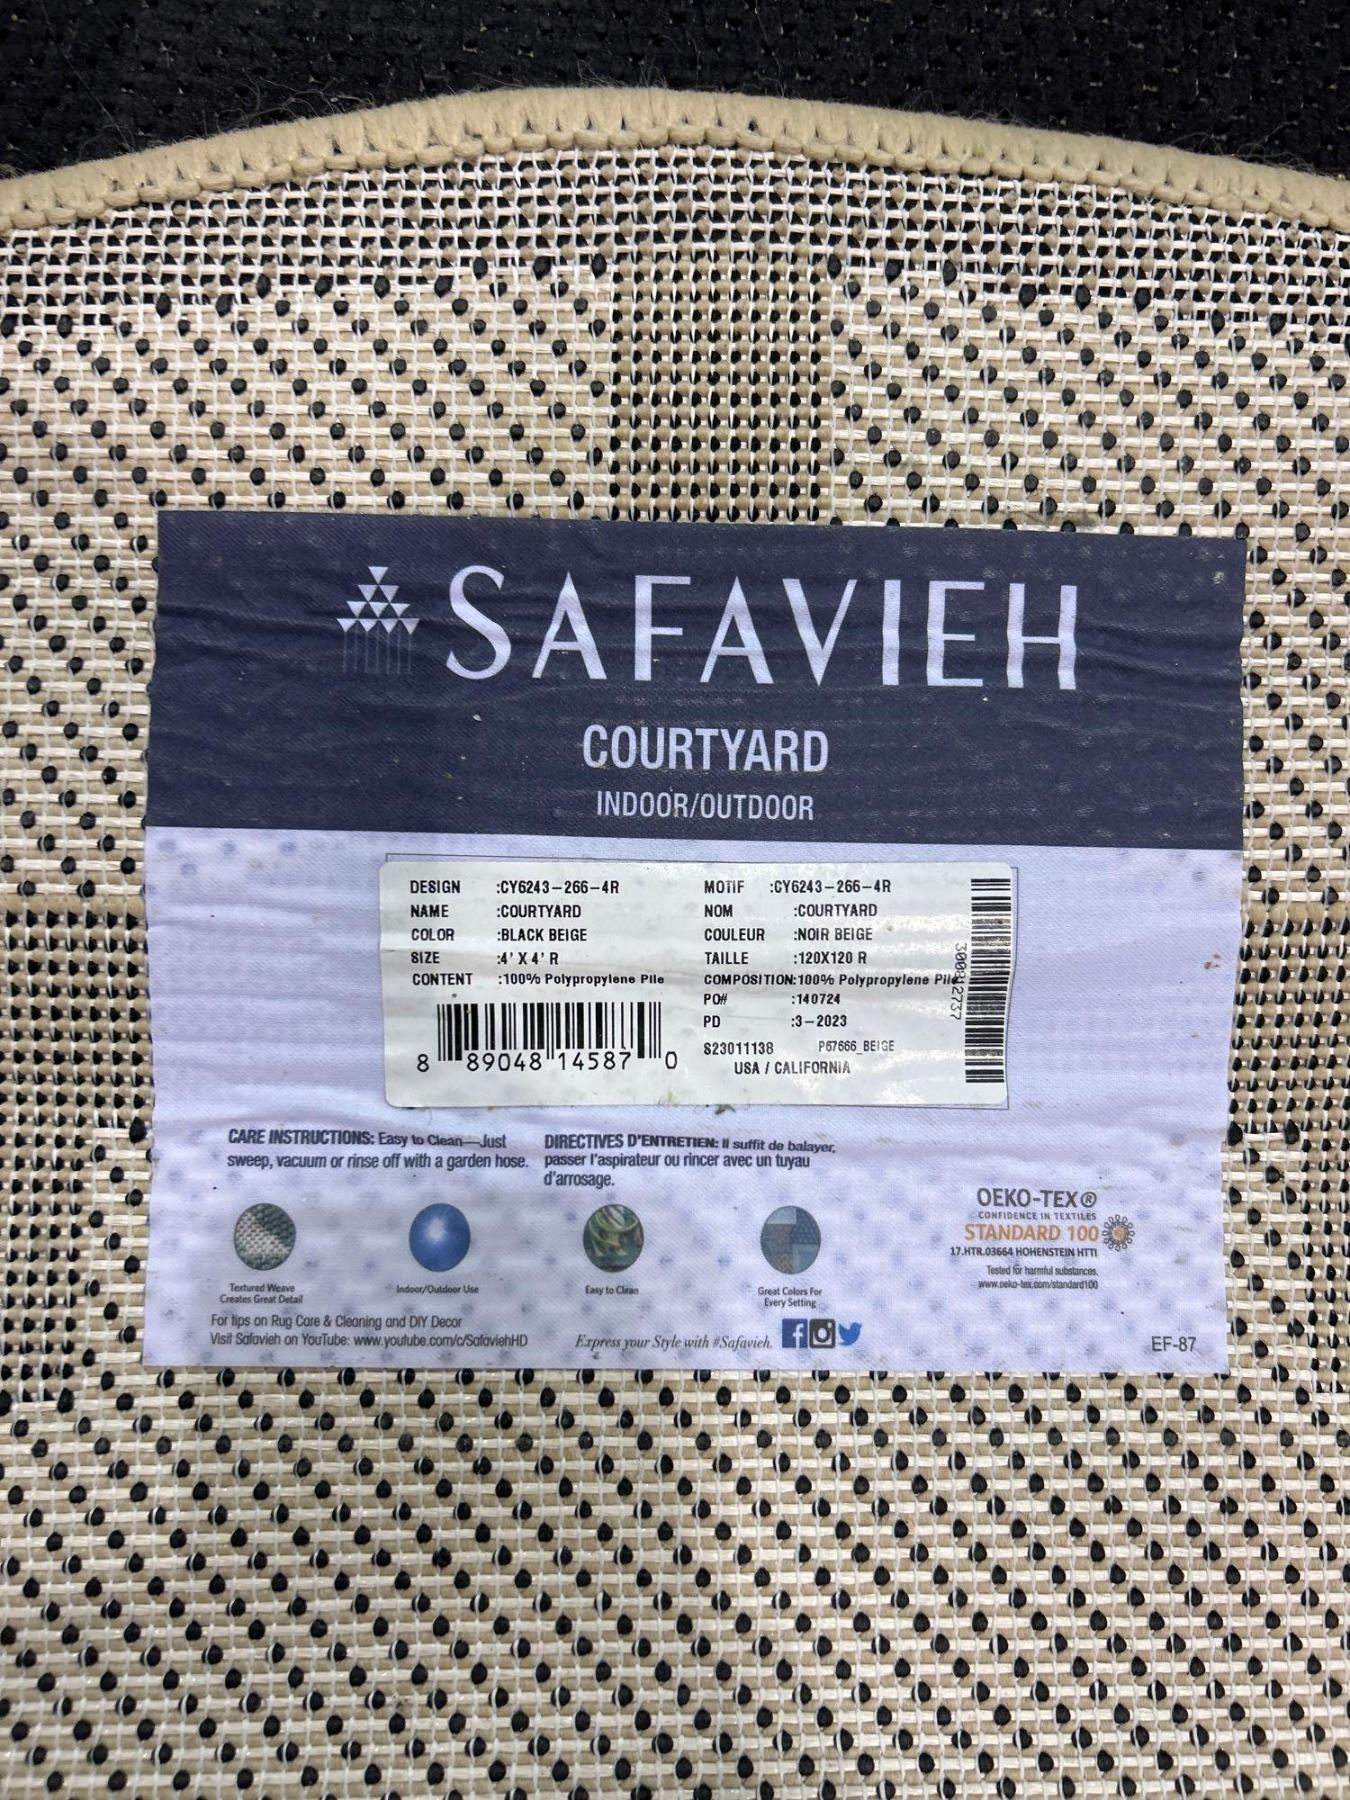 SAFAVIEH
COURTYARD
INDOOR/OUTDOOR
DESIGN :CY6243-266-4R
NAME :COURTYARD
COLOR :BLACK BEIGE
SIZE :4' X 4' R
CONTENT :100% Polypropylene Pile
8 89048 14587 0
MOTIF :CY6243-266-4R
NOM :COURTYARD
COULEUR :NOIR BEIGE
TAILLE :120X120 R
COMPOSITION:100% Polypropylene Pile
PO# :140724
PD :3-2023
S23011138 P67666_BEIGE
USA / CALIFORNIA
CARE INSTRUCTIONS: Easy to Clean—Just
sweep, vacuum or rinse off with a garden hose.
DIRECTIVES D'ENTRETIEN: Il suffit de balayer,
passer l'aspirateur ou rincer avec un tuyau
d'arrosage.
Textured Weave
Creates Great Detail
Indoor/Outdoor Use
Easy to Clean
Great Colors For
Every Setting
OEKO-TEX®
CONFIDENCE IN TEXTILES
STANDARD 100
17.HTR.03664 HOHENSTEIN HTTI
Tested for harmful substances.
www.oeko-tex.com/standard100
For tips on Rug Care & Cleaning and DIY Decor
Visit Safavieh on YouTube: www.youtube.com/c/SafaviehHD
Express your Style with #Safavieh.
EF-87